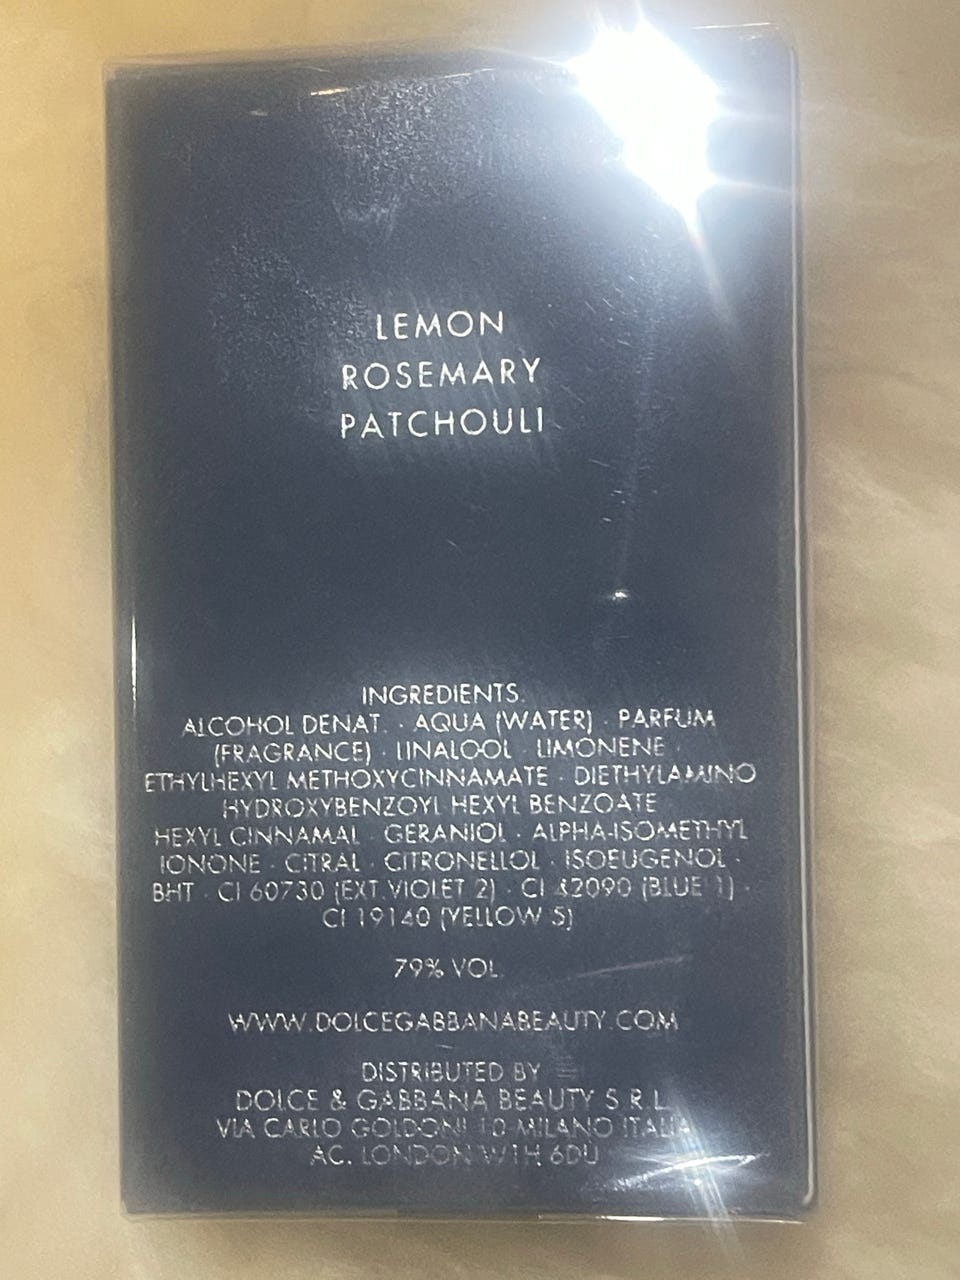 LEMON
ROSEMARY
PATCHOULI
INGREDIENTS.
ALCOHOL DENAT. · AQUA (WATER) · PARFUM
(FRAGRANCE) · LINALOOL · LIMONENE ·
ETHYLHEXYL METHOXYCINNAMATE · DIETHYLAMINO
HYDROXYBENZOYL HEXYL BENZOATE
HEXYL CINNAMAL · GERANIOL · ALPHA-ISOMETHYL
IONONE · CITRAL · CITRONELLOL · ISOEUGENOL ·
BHT · CI 60730 (EXT.VIOLET 2) · CI 42090 (BLUE 1) ·
CI 19140 (YELLOW 5)
79% VOL.
WWW.DOLCEGABBANABEAUTY.COM
DISTRIBUTED BY
DOLCE & GABBANA BEAUTY S.R.L.
VIA CARLO GOLDONI 10 MILANO ITALIA
AC. LONDON W1H 6DU